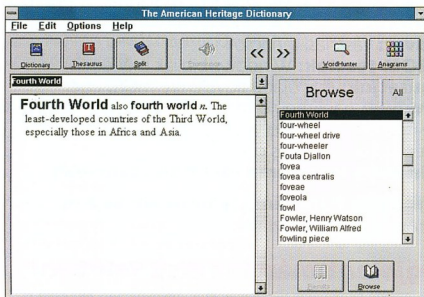 The American Heritage Dictionary
File Edit Options Help
Dictionary Thesaurus Split << >> WordHunter Anagrams
Fourth World
Fourth World also fourth world n. The
least-developed countries of the Third World,
especially those in Africa and Asia.
Browse All
Fourth World
four-wheel
four-wheel drive
four-wheeler
Fouta Djallon
fovea
fovea centralis
foveae
foveola
fowl
Fowler, Henry Watson
Fowler, William Alfred
fowling piece
Browse